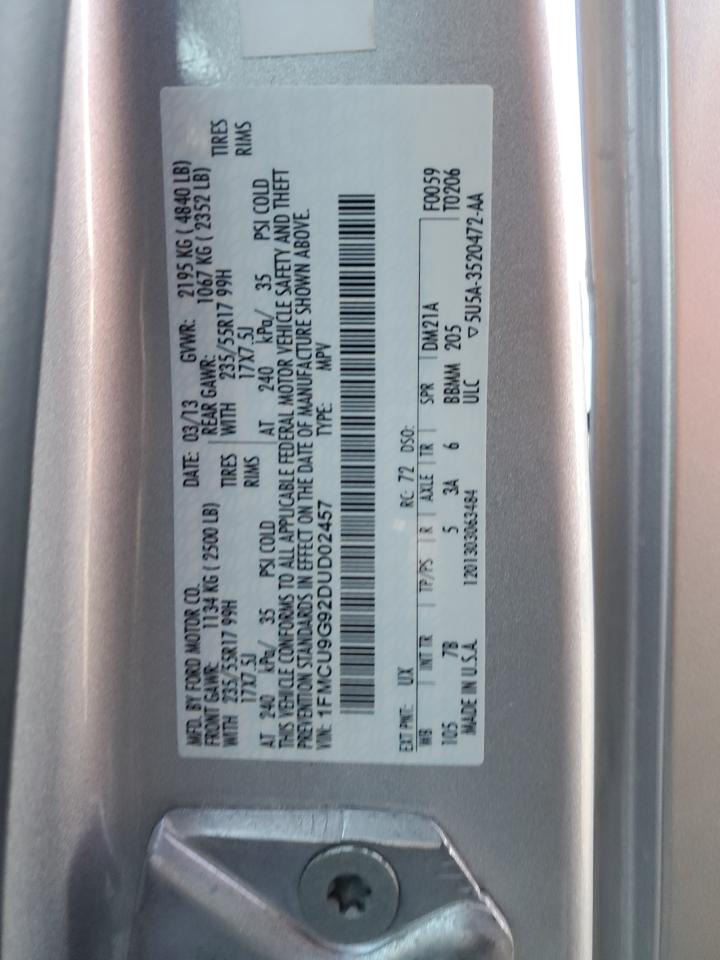 MFD. BY FORD MOTOR CO. DATE: 03/13 GVWR: 2195 KG ( 4840 LB)
FRONT GAWR: 1134 KG ( 2500 LB) REAR GAWR: 1067 KG ( 2352 LB)
WITH 235/55R17 99H TIRES WITH 235/55R17 99H TIRES
17X7.5J RIMS 17X7.5J RIMS
AT 240 kPa/ 35 PSI COLD AT 240 kPa/ 35 PSI COLD
THIS VEHICLE CONFORMS TO ALL APPLICABLE FEDERAL MOTOR VEHICLE SAFETY AND THEFT
PREVENTION STANDARDS IN EFFECT ON THE DATE OF MANUFACTURE SHOWN ABOVE.
VIN: 1FMCU9G92DUD02457 TYPE: MPV
EXT PNT: UX RC: 72 DSO: F0059
WB INT TR TP/PS R AXLE TR SPR DM21A T0206
105 7B 5 3A 6 BBMM 205
MADE IN U.S.A. 1201303063484 ULC ▽5U5A-3520472-AA